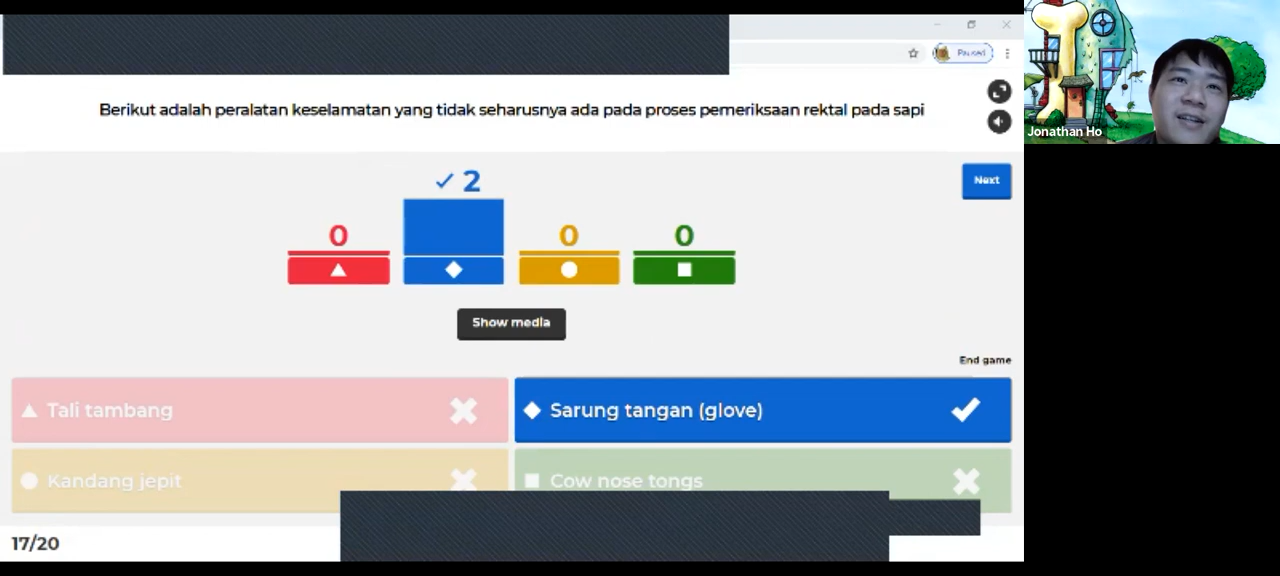 PAUSED
Jonathan Ho
Berikut adalah peralatan keselamatan yang tidak seharusnya ada pada proses pemeriksaan rektal pada sapi
Next
2
0
0
0
Show media
End game
Tali tambang
Sarung tangan (glove)
Kandang jepit
Cow nose tongs
17/20